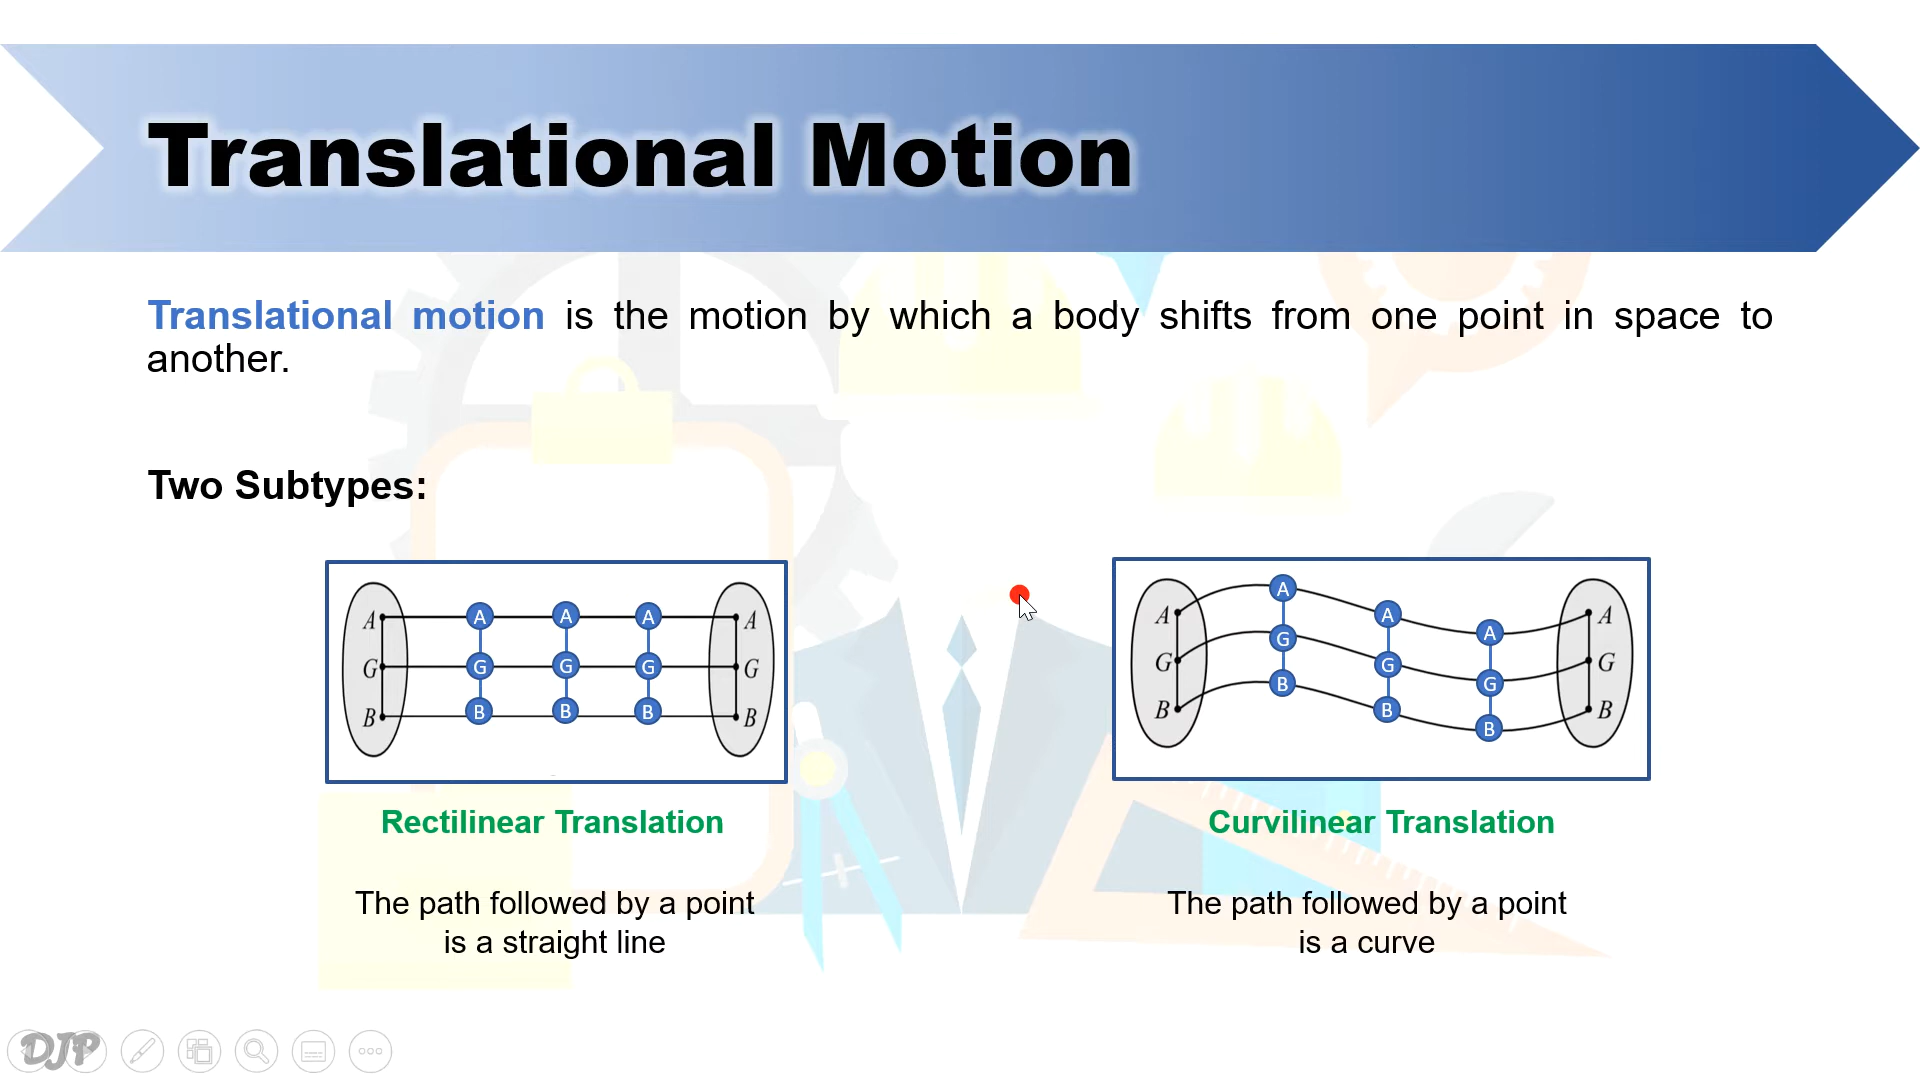 Translational Motion
Translational motion is the motion by which a body shifts from one point in space to
another.
Two Subtypes:
A A A A A
G G G G G
B B B B B
A A A A A
G G G G G
B B B B B
Rectilinear Translation
The path followed by a point
is a straight line
Curvilinear Translation
The path followed by a point
is a curve
DJP